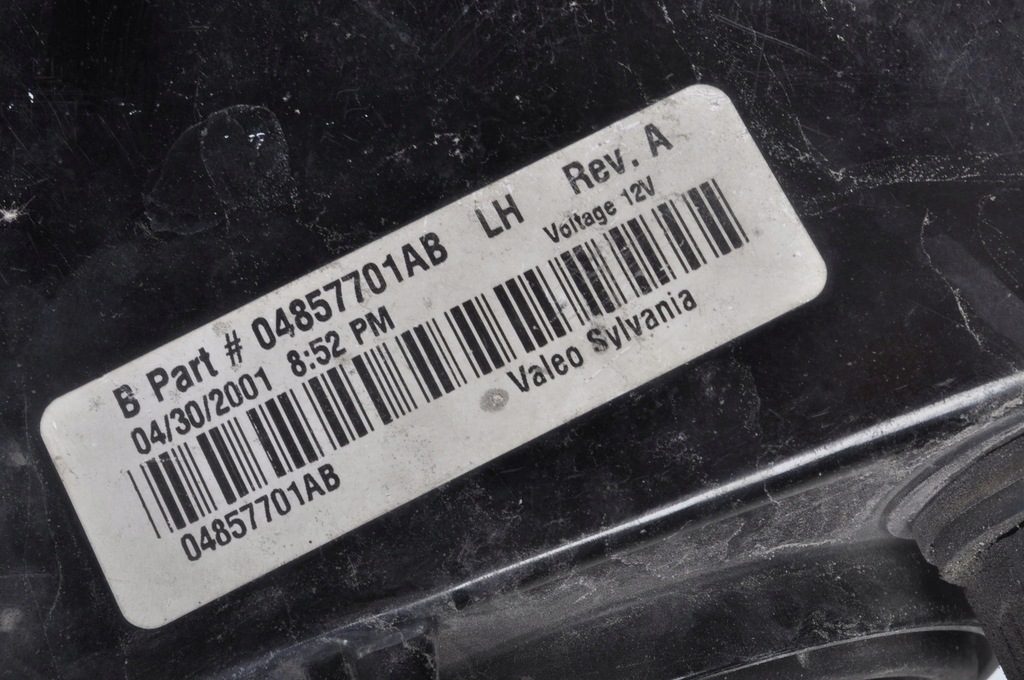 B Part # 04857701AB LH Rev. A
04/30/2001 8:52 PM Voltage 12V
04857701AB Valeo Sylvania